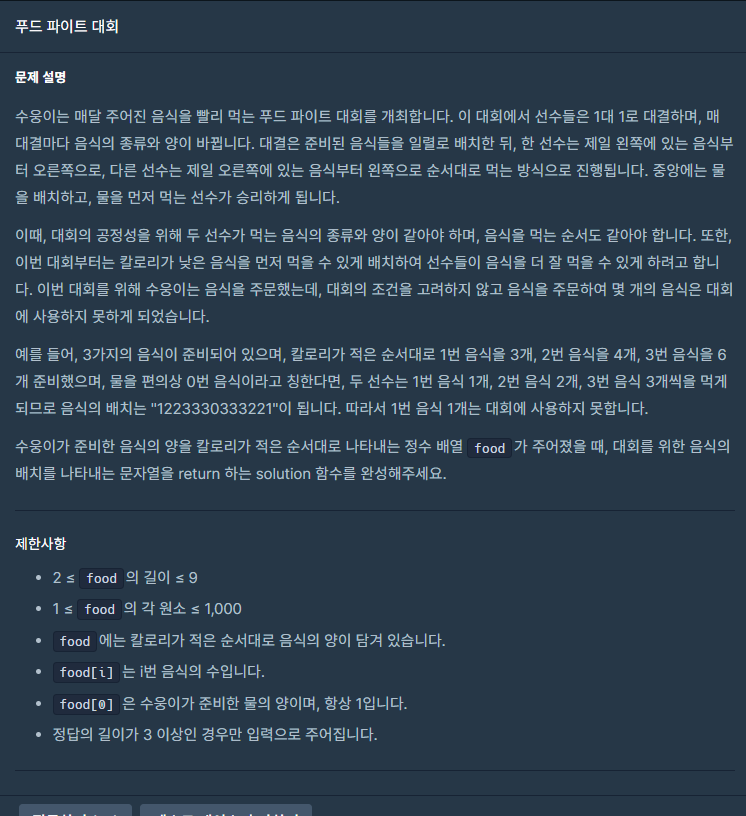 푸드 파이트 대회
문제 설명
수웅이는 매달 주어진 음식을 빨리 먹는 푸드 파이트 대회를 개최합니다. 이 대회에서 선수들은 1대 1로 대결하며, 매
대결마다 음식의 종류와 양이 바뀝니다. 대결은 준비된 음식들을 일렬로 배치한 뒤, 한 선수는 제일 왼쪽에 있는 음식부
터 오른쪽으로, 다른 선수는 제일 오른쪽에 있는 음식부터 왼쪽으로 순서대로 먹는 방식으로 진행됩니다. 중앙에는 물
을 배치하고, 물을 먼저 먹는 선수가 승리하게 됩니다.
이때, 대회의 공정성을 위해 두 선수가 먹는 음식의 종류와 양이 같아야 하며, 음식을 먹는 순서도 같아야 합니다. 또한,
이번 대회부터는 칼로리가 낮은 음식을 먼저 먹을 수 있게 배치하여 선수들이 음식을 더 잘 먹을 수 있게 하려고 합니
다. 이번 대회를 위해 수웅이는 음식을 주문했는데, 대회의 조건을 고려하지 않고 음식을 주문하여 몇 개의 음식은 대회
에 사용하지 못하게 되었습니다.
예를 들어, 3가지의 음식이 준비되어 있으며, 칼로리가 적은 순서대로 1번 음식을 3개, 2번 음식을 4개, 3번 음식을 6
개 준비했으며, 물을 편의상 0번 음식이라고 칭한다면, 두 선수는 1번 음식 1개, 2번 음식 2개, 3번 음식 3개씩을 먹게
되므로 음식의 배치는 "1223330333221"이 됩니다. 따라서 1번 음식 1개는 대회에 사용하지 못합니다.
수웅이가 준비한 음식의 양을 칼로리가 적은 순서대로 나타내는 정수 배열 food 가 주어졌을 때, 대회를 위한 음식의
배치를 나타내는 문자열을 return 하는 solution 함수를 완성해주세요.
제한사항
• 2 ≤ food 의 길이 ≤ 9
• 1 ≤ food 의 각 원소 ≤ 1,000
• food 에는 칼로리가 적은 순서대로 음식의 양이 담겨 있습니다.
• food[i] 는 i번 음식의 수입니다.
• food[0] 은 수웅이가 준비한 물의 양이며, 항상 1입니다.
• 정답의 길이가 3 이상인 경우만 입력으로 주어집니다.